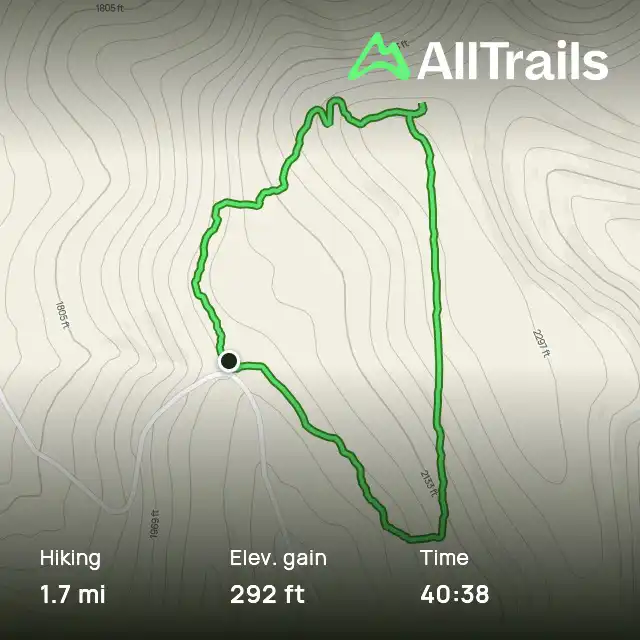 1805 ft
AllTrails
1805 ft
2297 ft
2133 ft
1969 ft
Hiking
Elev. gain
Time
1.7 mi
292 ft
40:38